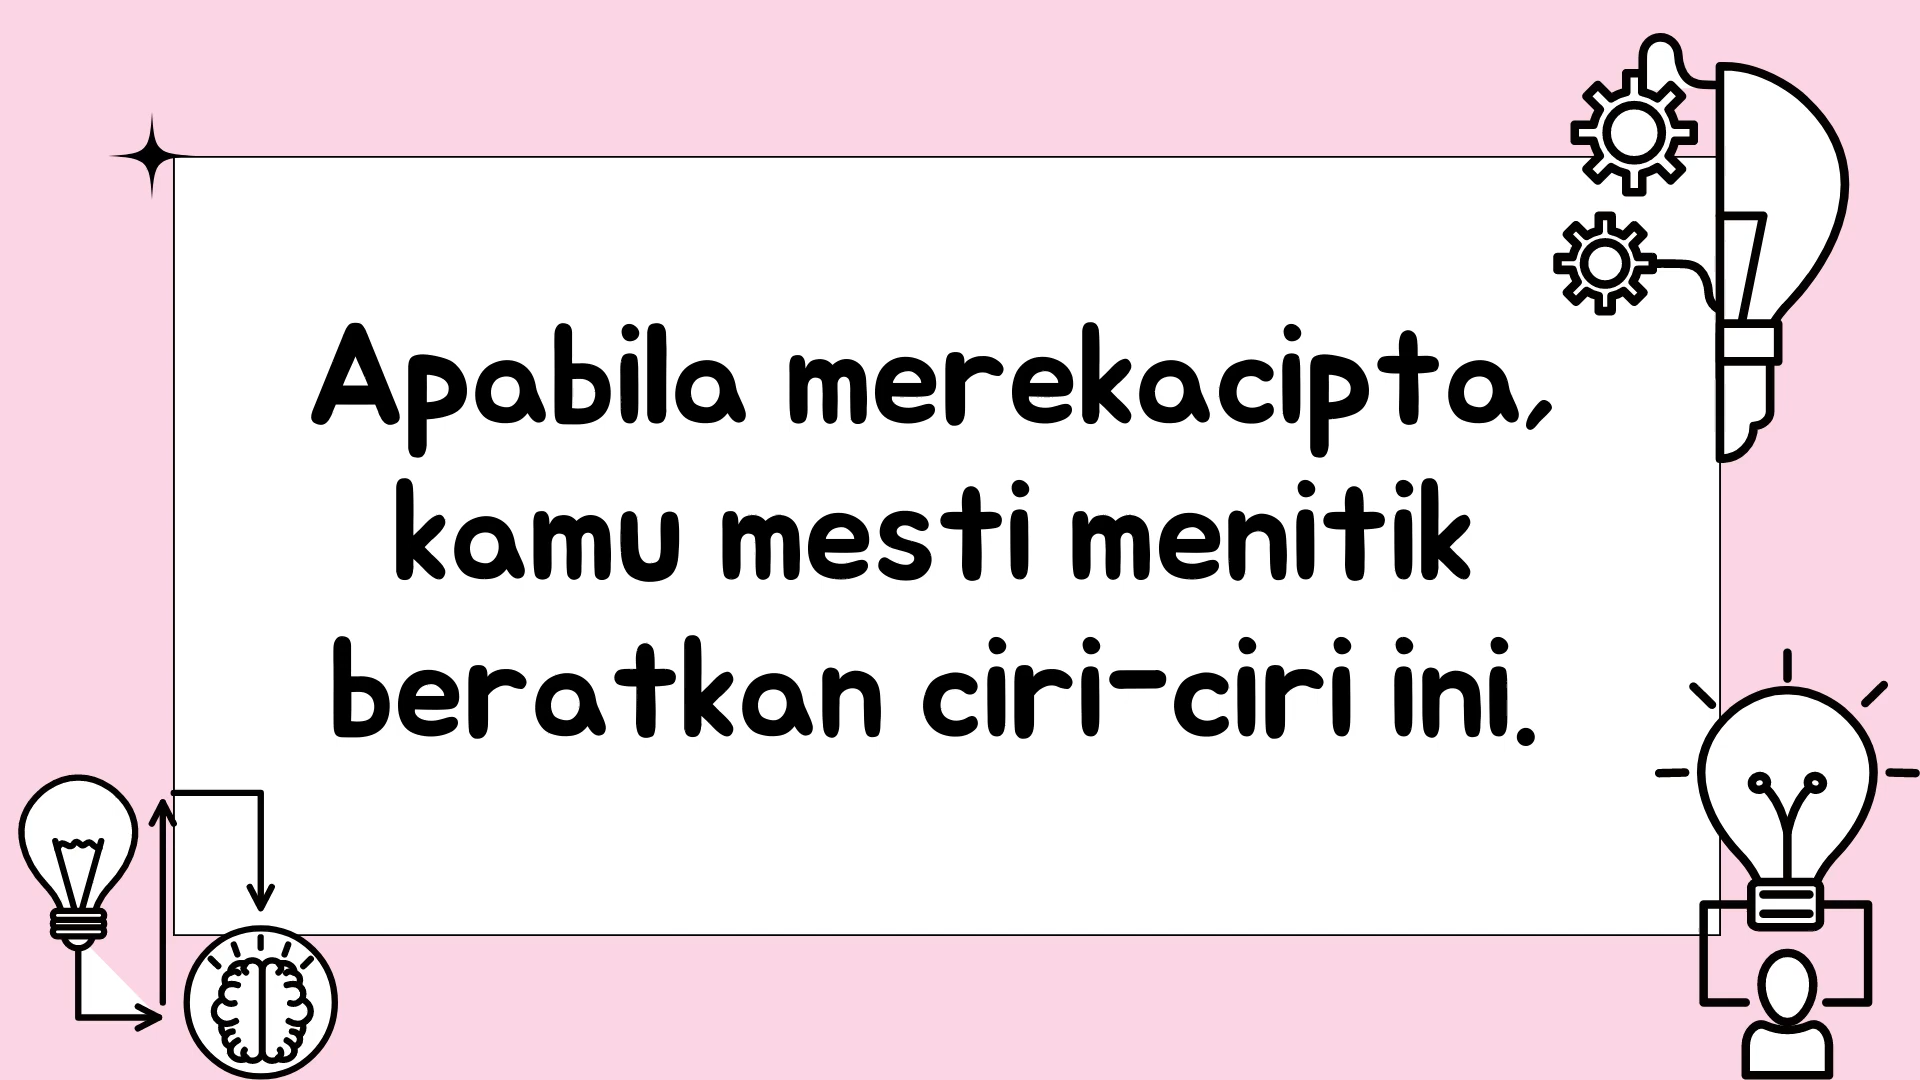 Apabila merekacipta,
kamu mesti menitik
beratkan ciri-ciri ini.